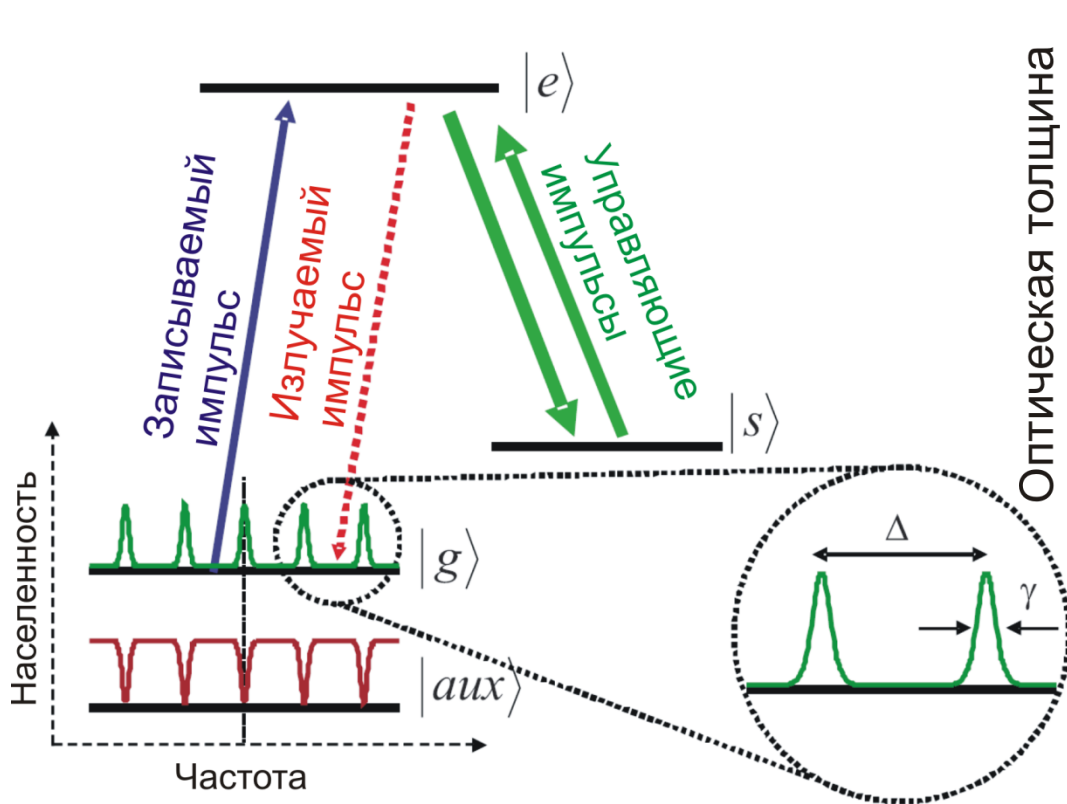 |e⟩
Записываемый
импульс
Излучаемый
импульс
Управляющие
импульсы
|s⟩
Оптическая толщина
Населенность
|g⟩
|aux⟩
Частота
Δ
γ